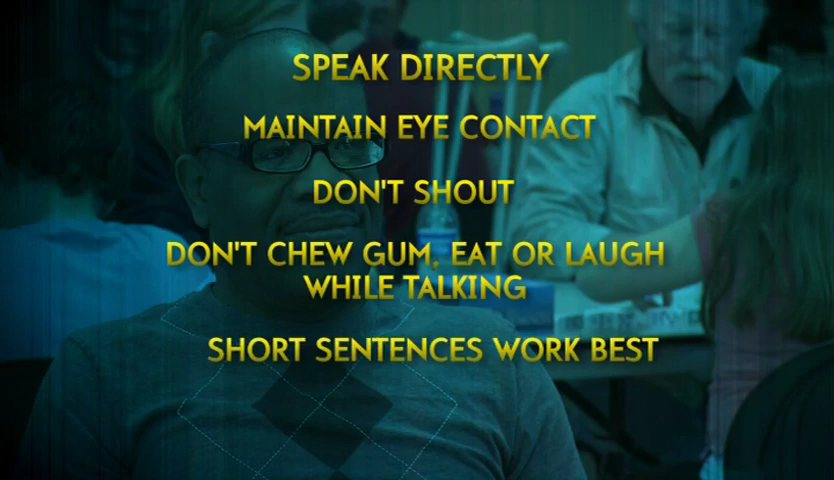 SPEAK DIRECTLY
MAINTAIN EYE CONTACT
DON'T SHOUT
DON'T CHEW GUM, EAT OR LAUGH
WHILE TALKING
SHORT SENTENCES WORK BEST